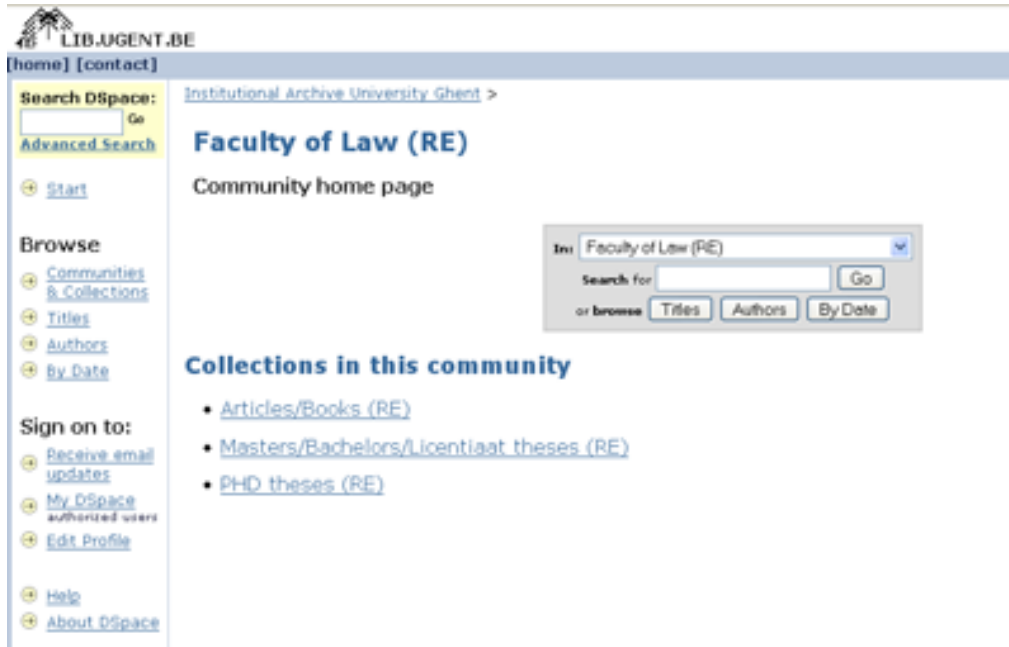 LIB.UGENT.BE
[home] [contact]
Search DSpace:
Go
Advanced Search
Start
Browse
Communities
& Collections
Titles
Authors
By Date
Sign on to:
Receive email
updates
My DSpace
authorized users
Edit Profile
Help
About DSpace
Institutional Archive University Ghent >
Faculty of Law (RE)
Community home page
In: Faculty of Law (RE)
Search for Go
or browse Titles Authors By Date
Collections in this community
• Articles/Books (RE)
• Masters/Bachelors/Licentiaat theses (RE)
• PHD theses (RE)